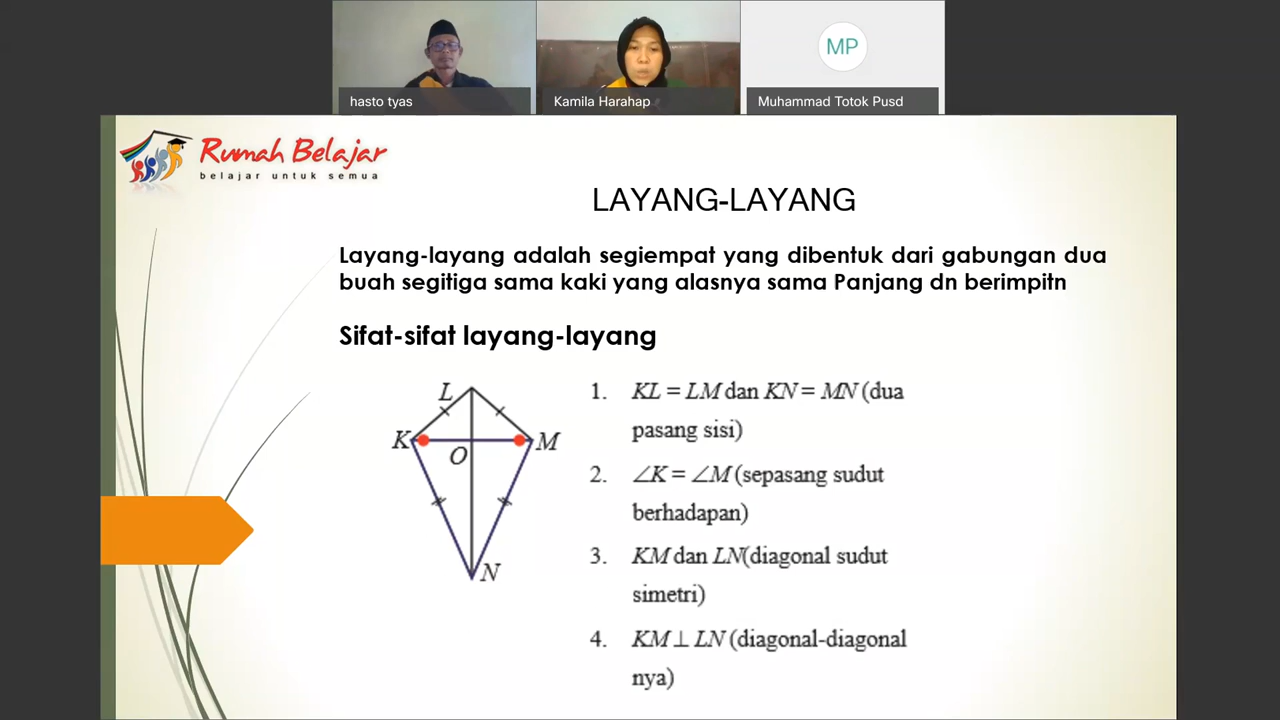 MP
hasto tyas
Kamila Harahap
Muhammad Totok Pusd
Rumah Belajar
belajar untuk semua
LAYANG-LAYANG
Layang-layang adalah segiempat yang dibentuk dari gabungan dua
buah segitiga sama kaki yang alasnya sama Panjang dn berimpitn
Sifat-sifat layang-layang
L
K
M
O
N
1. KL = LM dan KN = MN (dua
pasang sisi)
2. ∠K = ∠M (sepasang sudut
berhadapan)
3. KM dan LN(diagonal sudut
simetri)
4. KM ⊥ LN (diagonal-diagonal
nya)